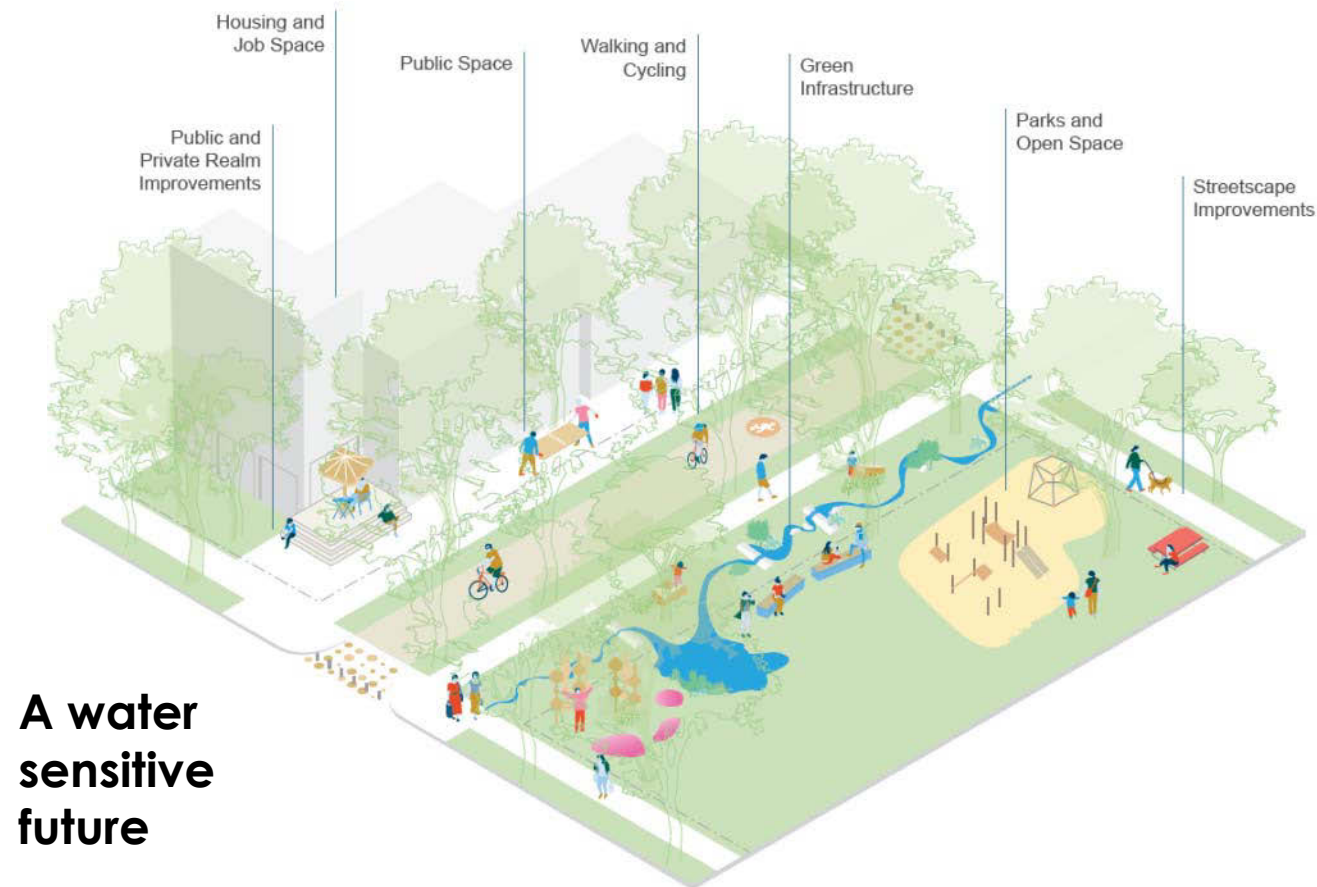 Housing and
Job Space
Public Space
Walking and
Cycling
Green
Infrastructure
Parks and
Open Space
Public and
Private Realm
Improvements
Streetscape
Improvements
A water
sensitive
future